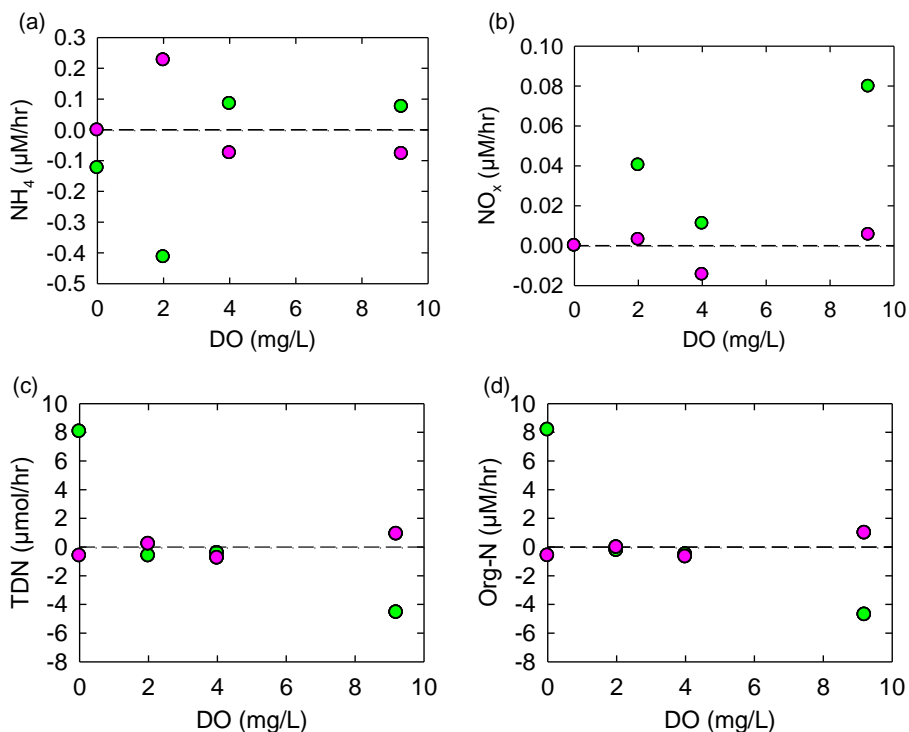 (a)
0.3
0.2
0.1
0.0
-0.1
-0.2
-0.3
-0.4
-0.5
NH₄ (µM/hr)
0 2 4 6 8 10
DO (mg/L)
(b)
0.10
0.08
0.06
0.04
0.02
0.00
-0.02
NOₓ (µM/hr)
0 2 4 6 8 10
DO (mg/L)
(c)
10
8
6
4
2
0
-2
-4
-6
-8
TDN (µmol/hr)
0 2 4 6 8 10
DO (mg/L)
(d)
10
8
6
4
2
0
-2
-4
-6
-8
Org-N (µM/hr)
0 2 4 6 8 10
DO (mg/L)